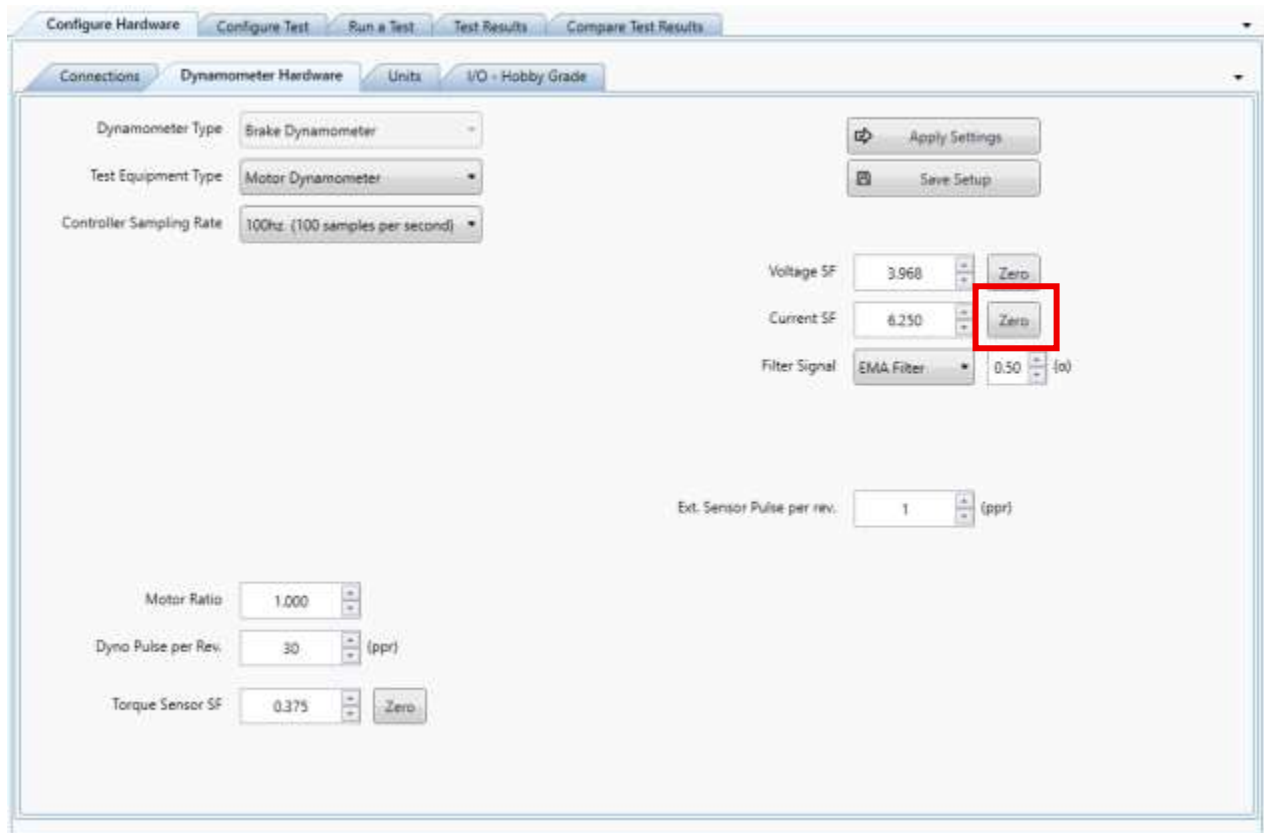 Configure Hardware Configure Test Run a Test Test Results Compare Test Results
Connections Dynamometer Hardware Units I/O - Hobby Grade
Dynamometer Type Brake Dynamometer
Apply Settings
Test Equipment Type Motor Dynamometer
Save Setup
Controller Sampling Rate 100hz (100 samples per second)
Voltage SF 3.968 Zero
Current SF 6.250 Zero
Filter Signal EMA Filter 0.50 (α)
Ext. Sensor Pulse per rev. 1 (ppr)
Motor Ratio 1.000
Dyno Pulse per Rev. 30 (ppr)
Torque Sensor SF 0.375 Zero